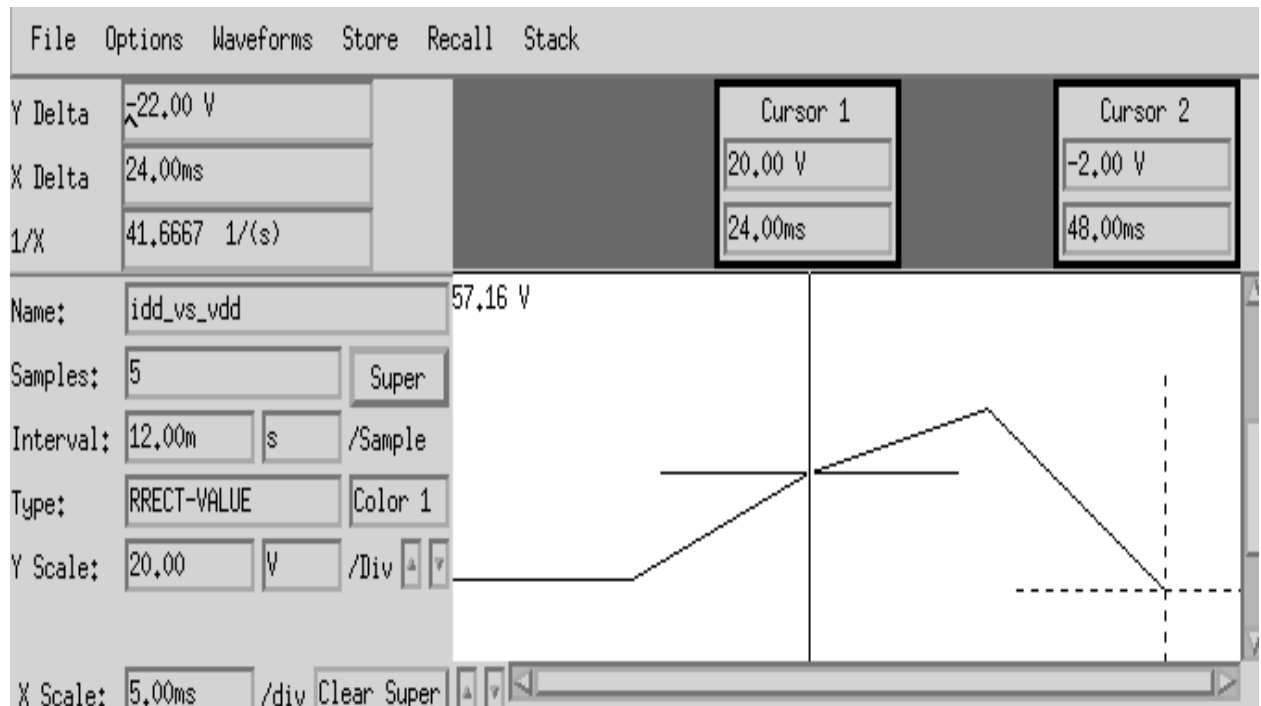 File Options Waveforms Store Recall Stack
Y Delta -22.00 V
X Delta 24.00ms
1/X 41.6667 1/(s)
Cursor 1
20.00 V
24.00ms
Cursor 2
-2.00 V
48.00ms
Name: idd_vs_vdd
Samples: 5 Super
Interval: 12.00m s /Sample
Type: RRECT-VALUE Color 1
Y Scale: 20.00 V /Div
X Scale: 5.00ms /div Clear Super
57.16 V